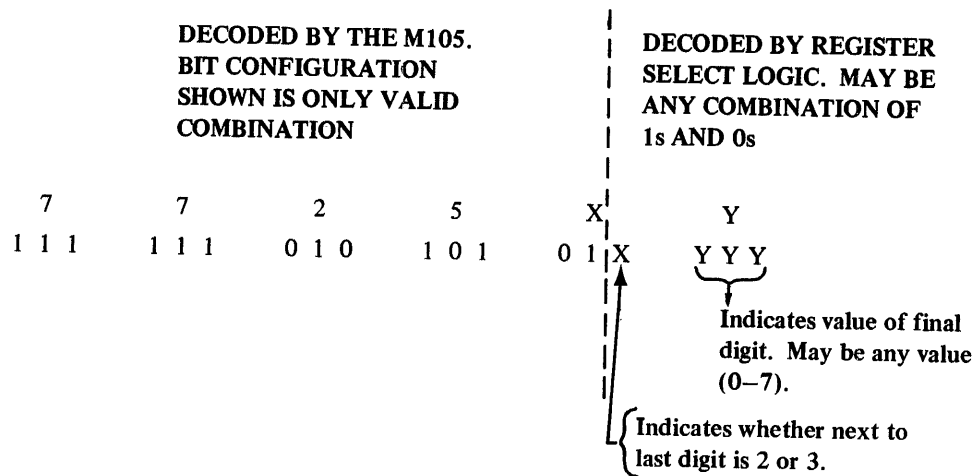 DECODED BY THE M105.
BIT CONFIGURATION
SHOWN IS ONLY VALID
COMBINATION
DECODED BY REGISTER
SELECT LOGIC. MAY BE
ANY COMBINATION OF
1s AND 0s
7 7 2 5 X Y
1 1 1 1 1 1 0 1 0 1 0 1 0 1 X Y Y Y
Indicates value of final
digit. May be any value
(0–7).
Indicates whether next to
last digit is 2 or 3.